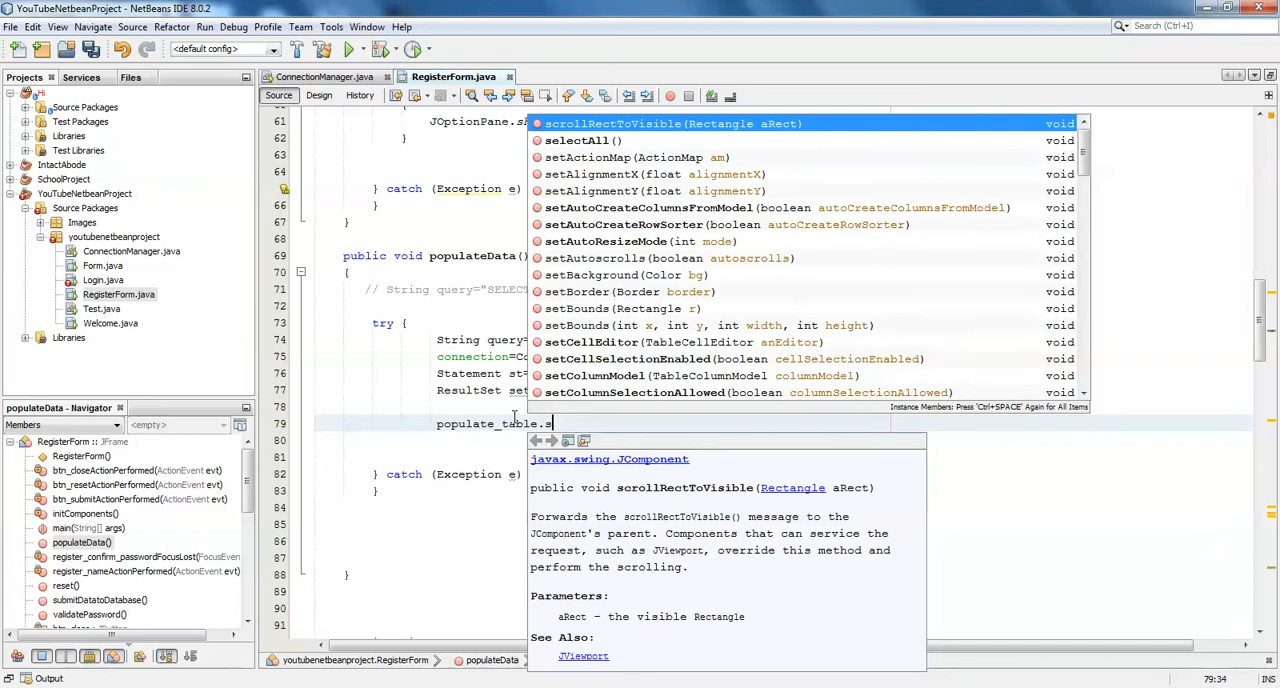 YouTubeNetbeanProject - NetBeans IDE 8.0.2
File Edit View Navigate Source Refactor Run Debug Profile Team Tools Window Help
Search (Ctrl+I)
<default config>
Projects Services Files
ConnectionManager.java RegisterForm.java
Source Design History
Hi
Source Packages
Test Packages
Libraries
Test Libraries
IntactAbode
SchoolProject
YouTubeNetbeanProject
Source Packages
Images
youtubenetbeanproject
ConnectionManager.java
Form.java
Login.java
RegisterForm.java
Test.java
Welcome.java
Libraries
populateData - Navigator
Members <empty>
RegisterForm :: JFrame
RegisterForm()
btn_closeActionPerformed(ActionEvent evt)
btn_resetActionPerformed(ActionEvent evt)
btn_submitActionPerformed(ActionEvent evt)
initComponents()
main(String[] args)
populateData()
register_confirm_passwordFocusLost(FocusEven
register_nameActionPerformed(ActionEvent evt)
reset()
submitDatatoDatabase()
validatePassword()
61 JOptionPane.sh
62 }
63
64
65 } catch (Exception e)
66 }
67 }
68
69 public void populateData()
70 {
71 // String query="SELECT
72
73 try {
74 String query=
75 connection=Co
76 Statement st=
77 ResultSet set
78
79 populate_table.s
80
81
82 } catch (Exception e)
83 }
84
85
86
87
88 }
89
90
91
scrollRectToVisible(Rectangle aRect) void
selectAll() void
setActionMap(ActionMap am) void
setAlignmentX(float alignmentX) void
setAlignmentY(float alignmentY) void
setAutoCreateColumnsFromModel(boolean autoCreateColumnsFromModel) void
setAutoCreateRowSorter(boolean autoCreateRowSorter) void
setAutoResizeMode(int mode) void
setAutoscrolls(boolean autoscrolls) void
setBackground(Color bg) void
setBorder(Border border) void
setBounds(Rectangle r) void
setBounds(int x, int y, int width, int height) void
setCellEditor(TableCellEditor anEditor) void
setCellSelectionEnabled(boolean cellSelectionEnabled) void
setColumnModel(TableColumnModel columnModel) void
setColumnSelectionAllowed(boolean columnSelectionAllowed) void
Instance Members: Press 'Ctrl+SPACE' Again for All Items
javax.swing.JComponent
public void scrollRectToVisible(Rectangle aRect)
Forwards the scrollRectToVisible() message to the
JComponent's parent. Components that can service the
request, such as JViewport, override this method and
perform the scrolling.
Parameters:
aRect - the visible Rectangle
See Also:
JViewport
youtubenetbeanproject.RegisterForm populateData
Output
79:34 INS